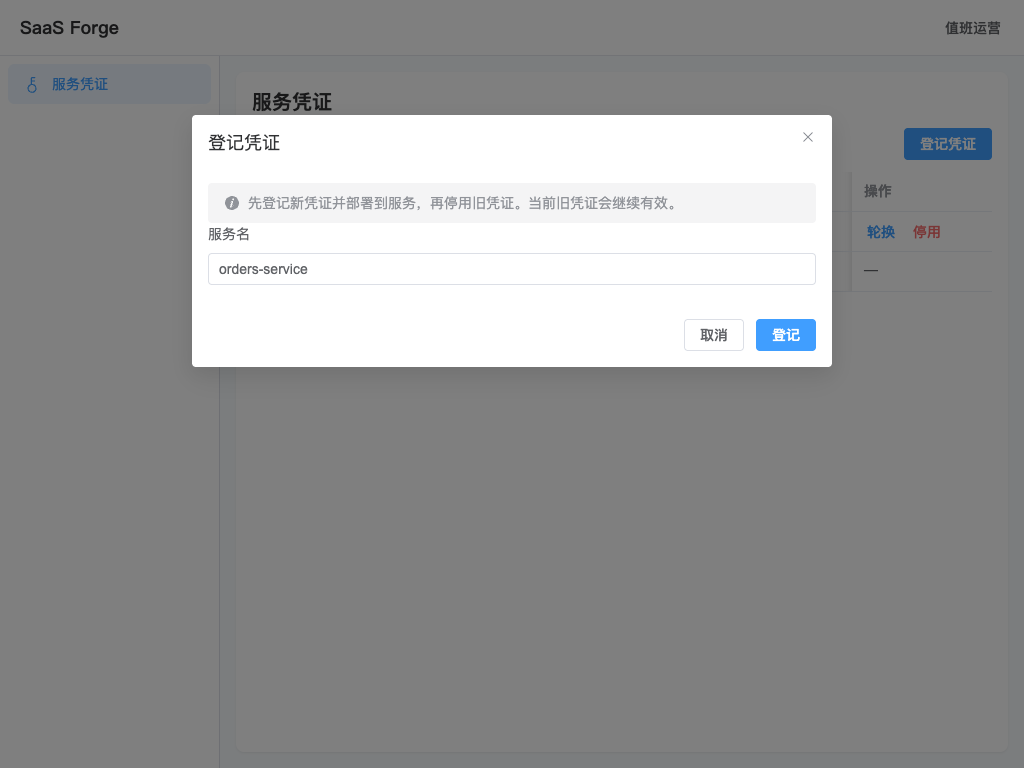 SaaS Forge
值班运营
服务凭证
服务凭证
登记凭证
登记凭证
先登记新凭证并部署到服务，再停用旧凭证。当前旧凭证会继续有效。
服务名
orders-service
取消
登记
操作
轮换
停用
—